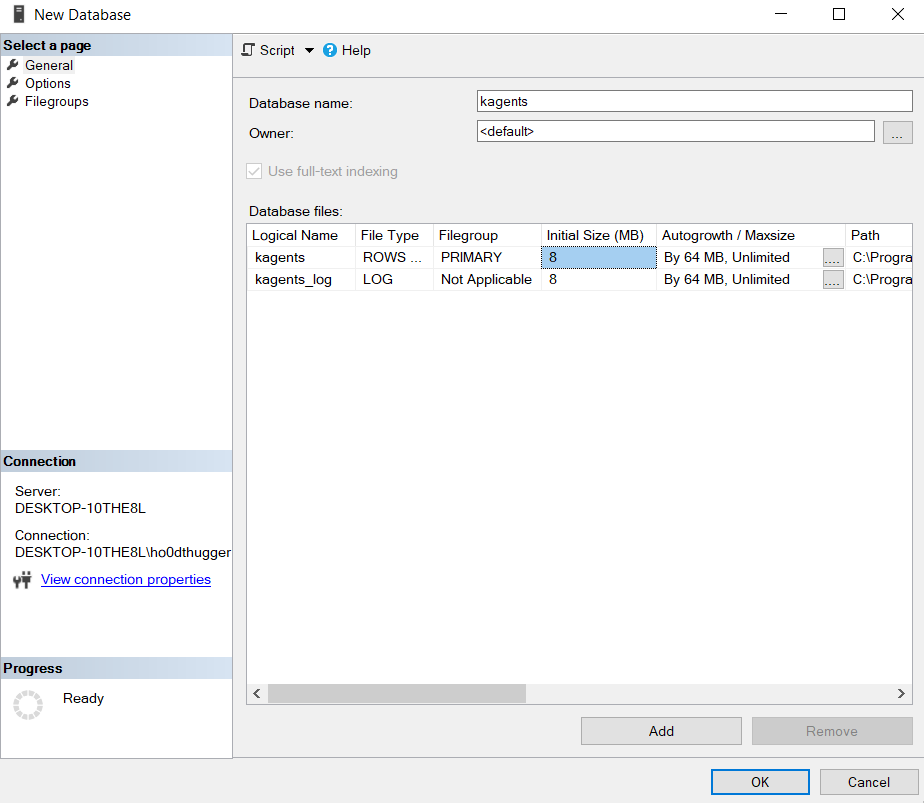 New Database
Select a page
General
Options
Filegroups
Script Help
Database name: kagents
Owner: <default> ...
Use full-text indexing
Database files:
Logical Name File Type Filegroup Initial Size (MB) Autogrowth / Maxsize Path
kagents ROWS ... PRIMARY 8 By 64 MB, Unlimited .... C:\Progra
kagents_log LOG Not Applicable 8 By 64 MB, Unlimited .... C:\Progra
Connection
Server:
DESKTOP-10THE8L
Connection:
DESKTOP-10THE8L\ho0dthugger
View connection properties
Progress
Ready
Add Remove
OK Cancel